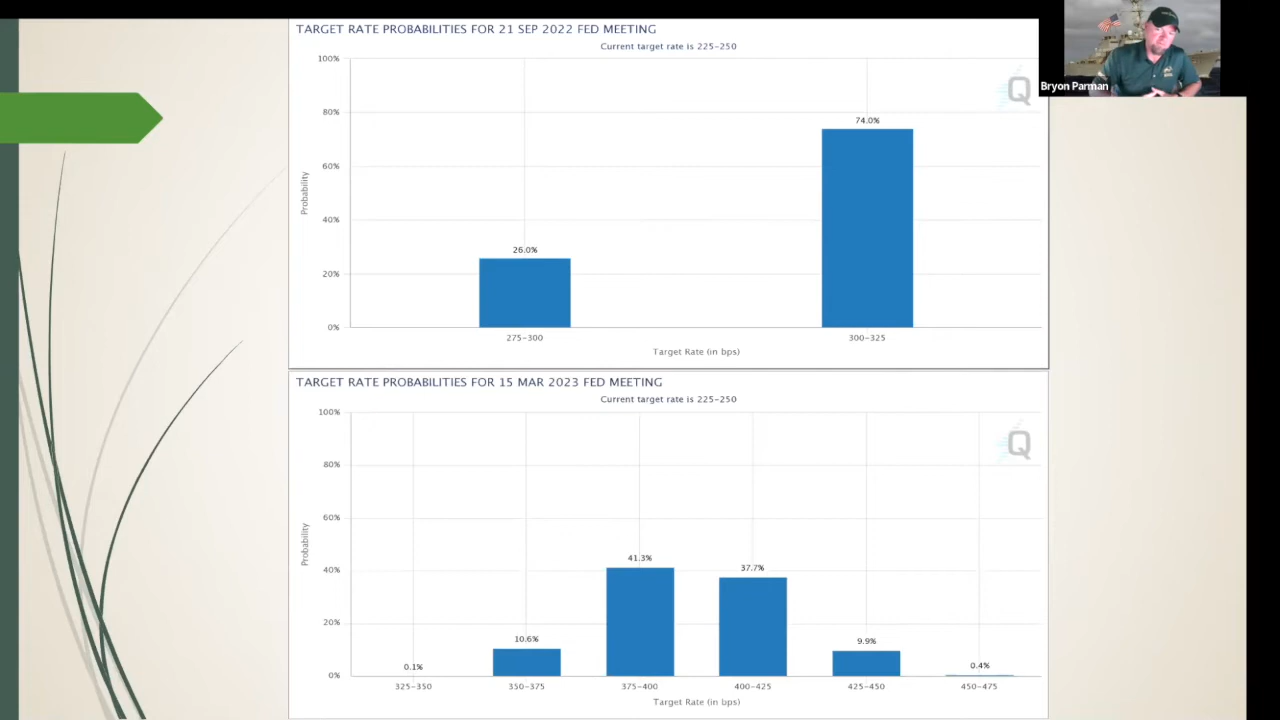 TARGET RATE PROBABILITIES FOR 21 SEP 2022 FED MEETING
Current target rate is 225-250
100%
80%
60%
40%
20%
0%
Probability
Q
26.0%
74.0%
275-300
300-325
Target Rate (in bps)
Bryon Parman
TARGET RATE PROBABILITIES FOR 15 MAR 2023 FED MEETING
Current target rate is 225-250
100%
80%
60%
40%
20%
0%
Probability
Q
0.1%
10.6%
41.3%
37.7%
9.9%
0.4%
325-350
350-375
375-400
400-425
425-450
450-475
Target Rate (in bps)